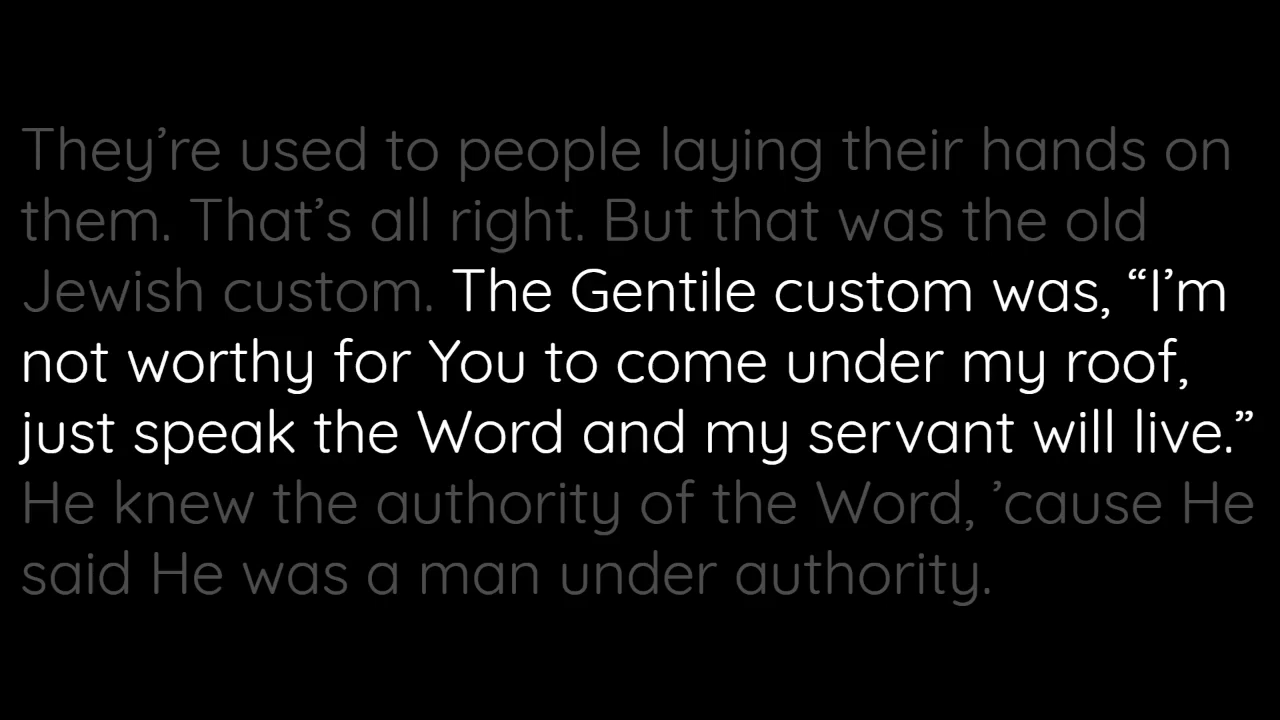 They’re used to people laying their hands on
them. That’s all right. But that was the old
Jewish custom. The Gentile custom was, “I’m
not worthy for You to come under my roof,
just speak the Word and my servant will live.”
He knew the authority of the Word, ’cause He
said He was a man under authority.